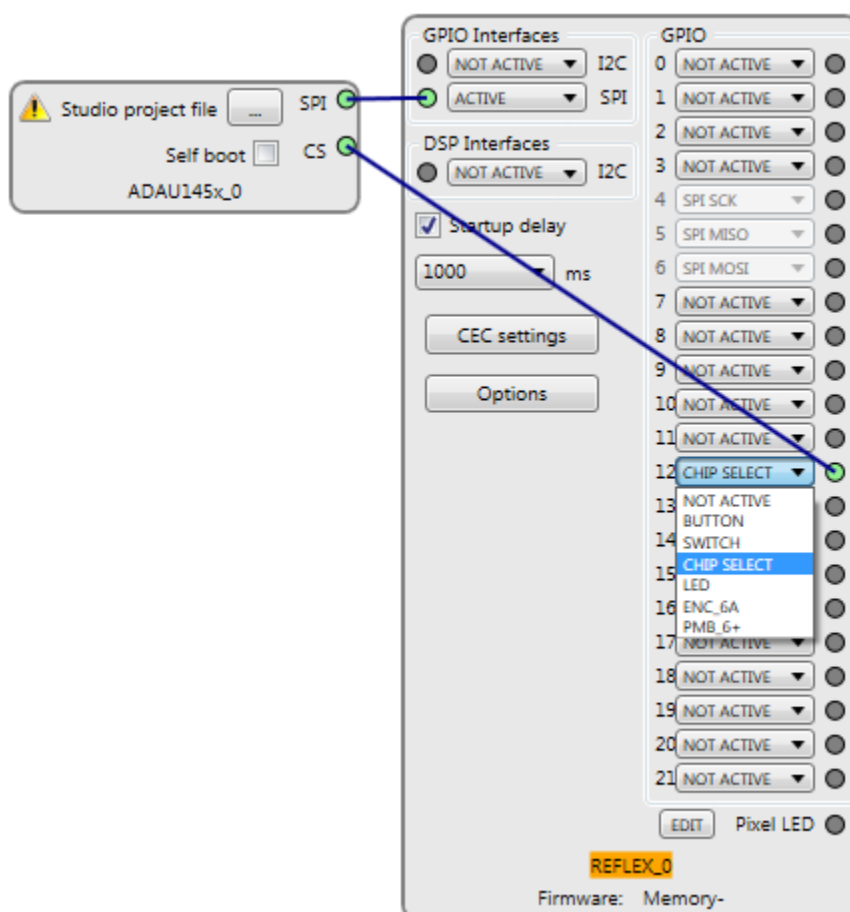 Studio project file ... SPI
Self boot CS
ADAU145x_0
GPIO Interfaces
NOT ACTIVE I2C
ACTIVE SPI
DSP Interfaces
NOT ACTIVE I2C
Startup delay
1000 ms
CEC settings
Options
GPIO
0 NOT ACTIVE
1 NOT ACTIVE
2 NOT ACTIVE
3 NOT ACTIVE
4 SPI SCK
5 SPI MISO
6 SPI MOSI
7 NOT ACTIVE
8 NOT ACTIVE
9 NOT ACTIVE
10 NOT ACTIVE
11 NOT ACTIVE
12 CHIP SELECT
NOT ACTIVE
BUTTON
SWITCH
CHIP SELECT
LED
ENC_6A
PMB_6+
13
14
15
16
17 NOT ACTIVE
18 NOT ACTIVE
19 NOT ACTIVE
20 NOT ACTIVE
21 NOT ACTIVE
EDIT Pixel LED
REFLEX_0
Firmware: Memory-